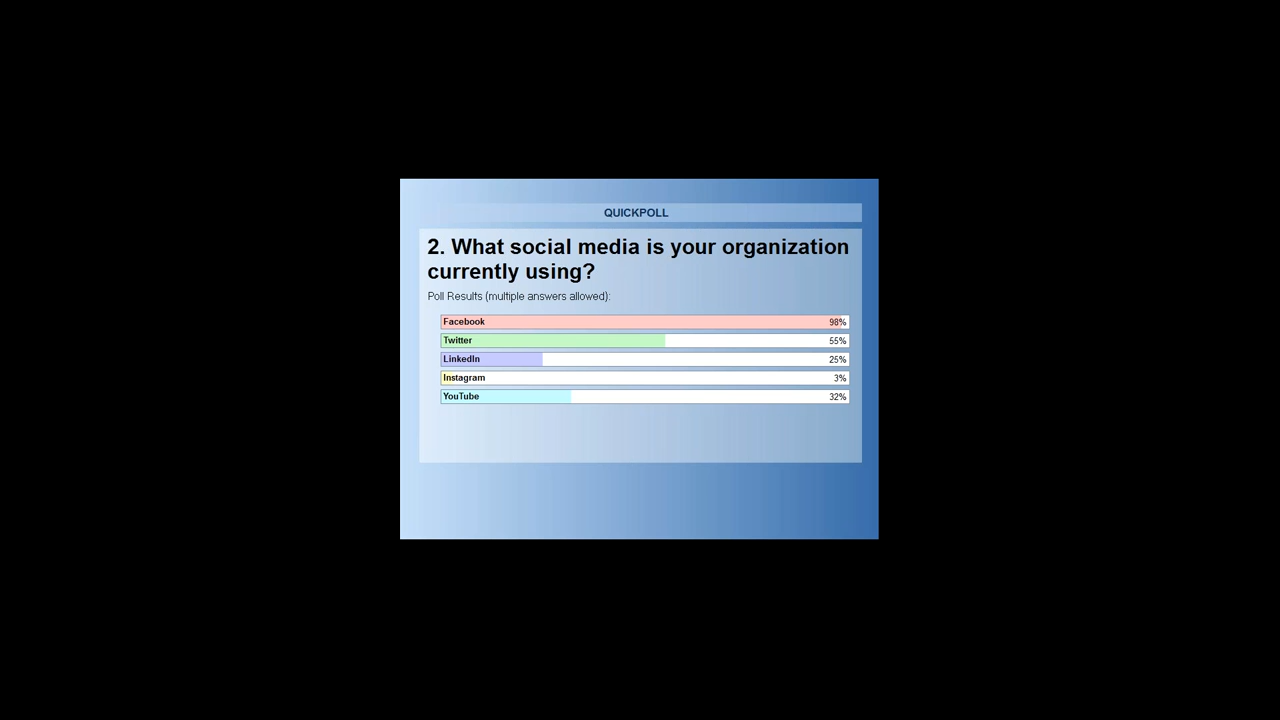 QUICKPOLL
2. What social media is your organization
currently using?
Poll Results (multiple answers allowed):
Facebook 98%
Twitter 55%
LinkedIn 25%
Instagram 3%
YouTube 32%